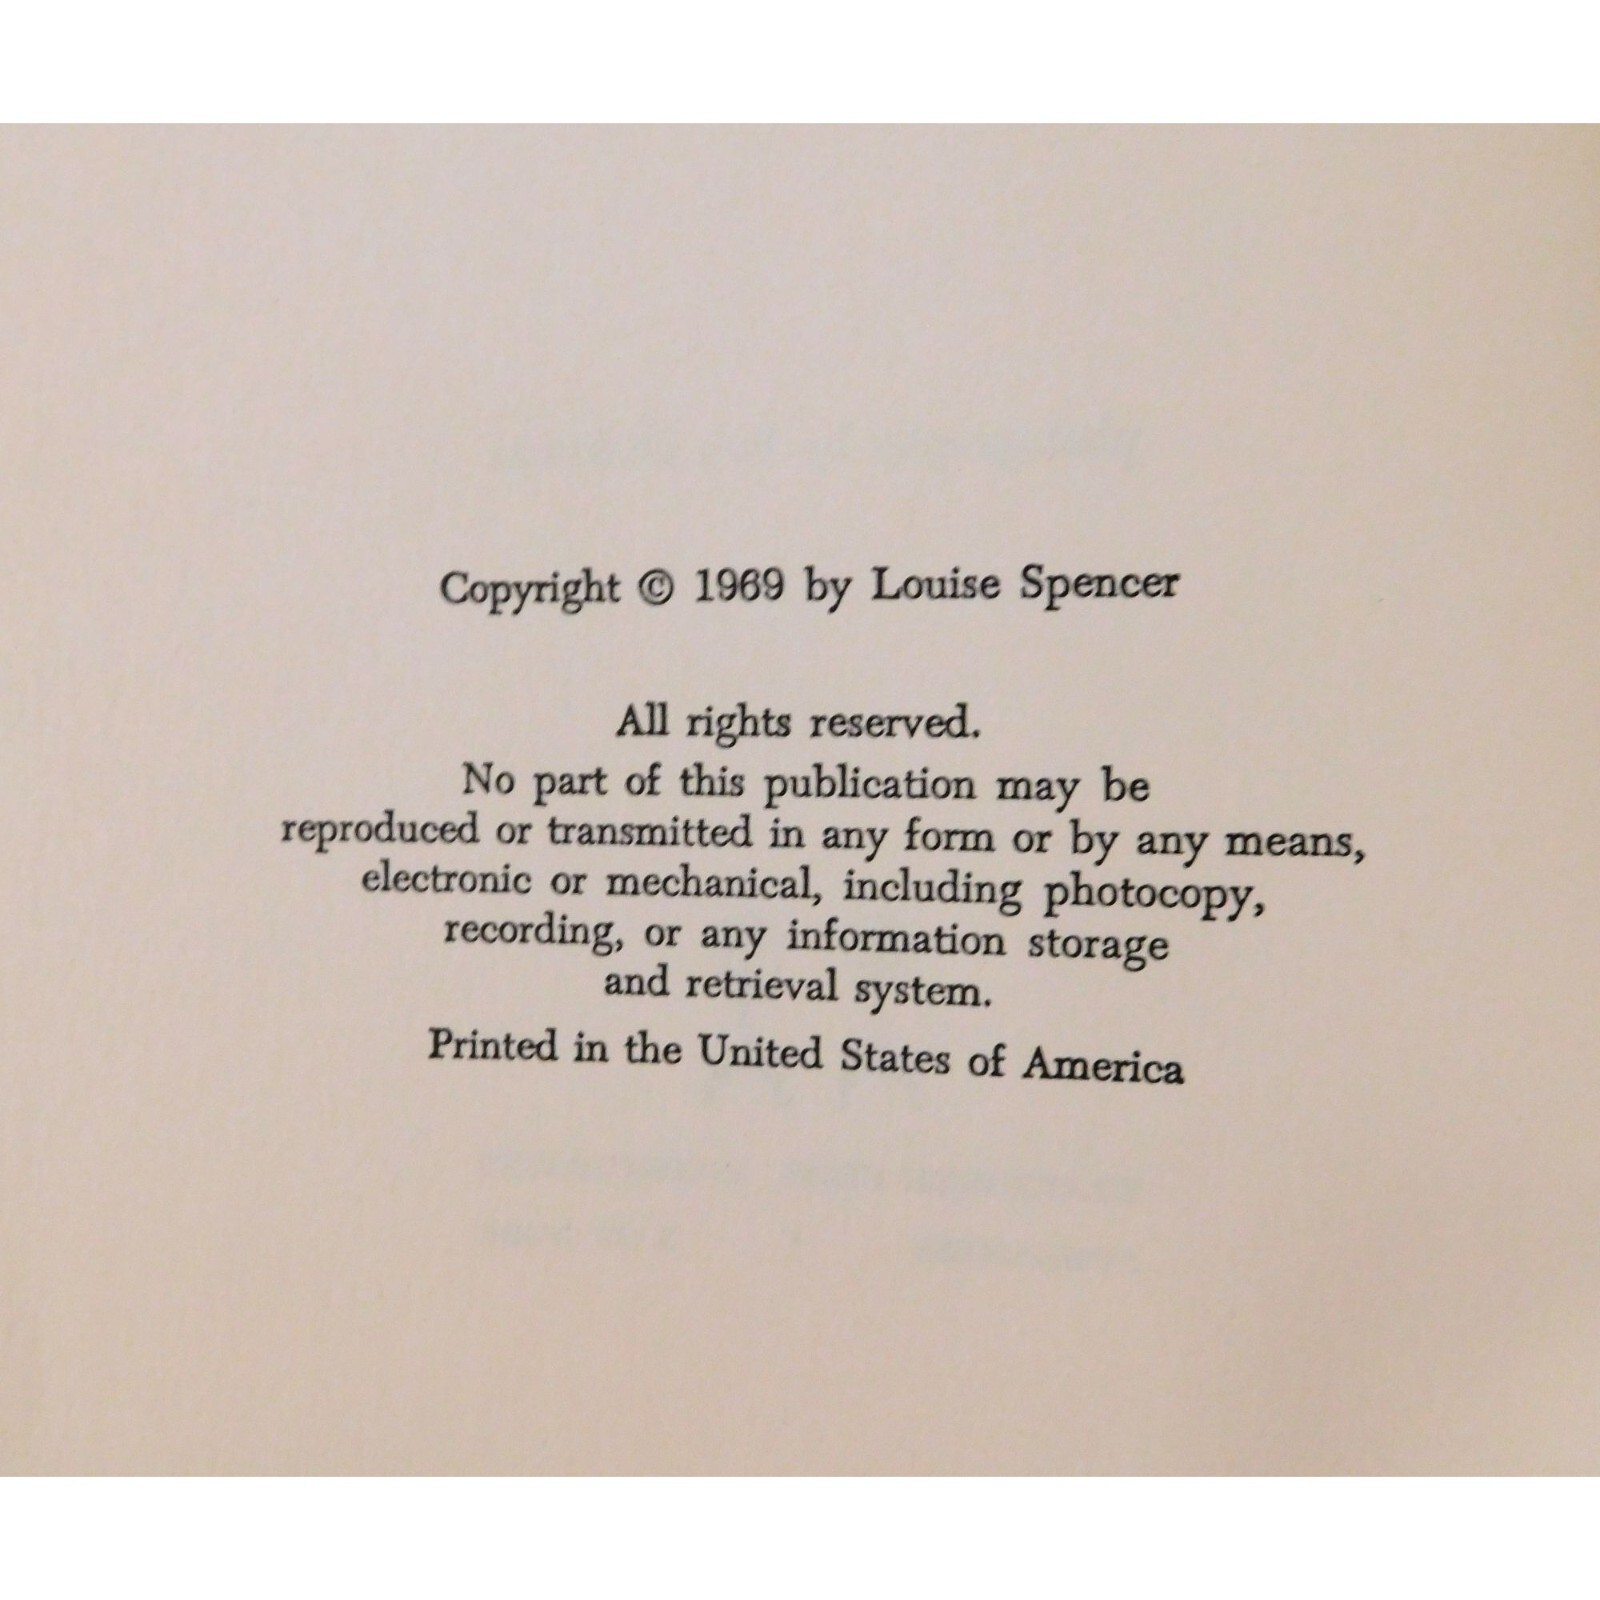 Copyright © 1969 by Louise Spencer
All rights reserved.
No part of this publication may be
reproduced or transmitted in any form or by any means,
electronic or mechanical, including photocopy,
recording, or any information storage
and retrieval system.
Printed in the United States of America